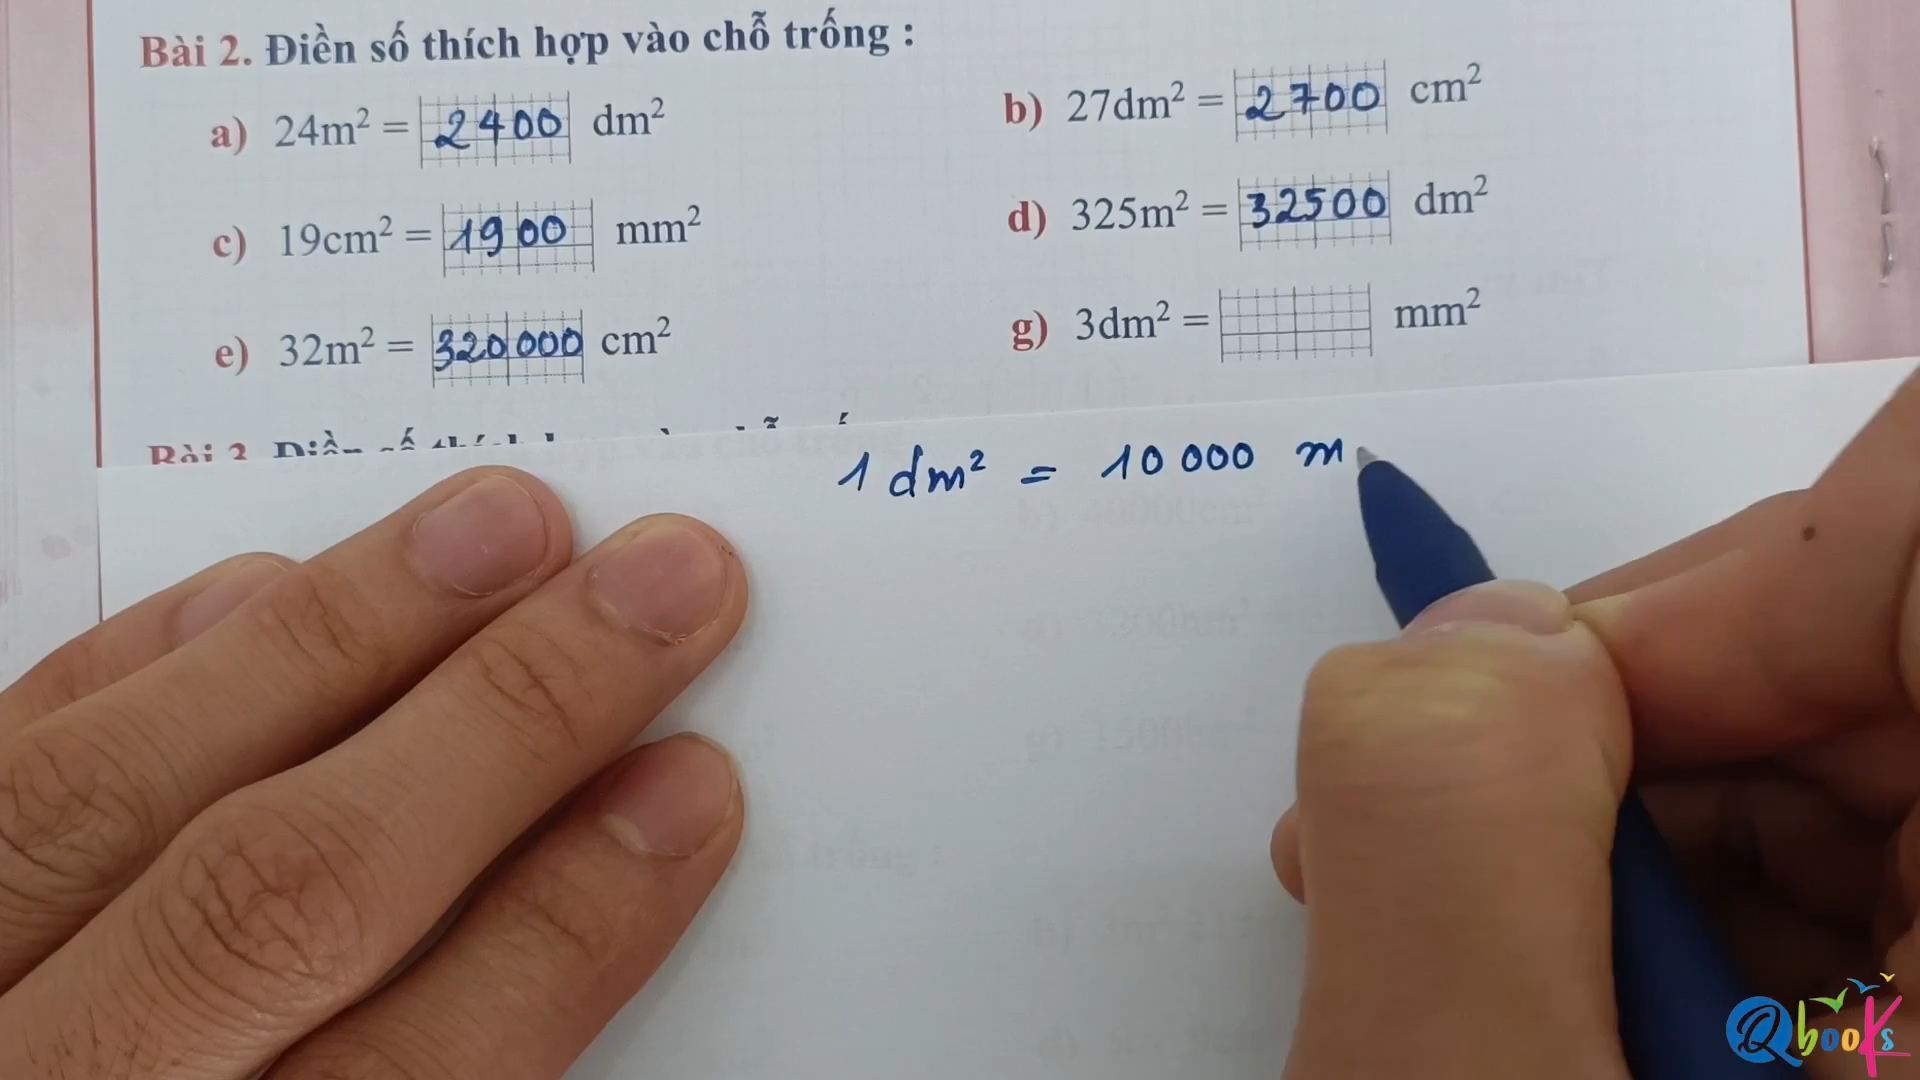 Bài 2. Điền số thích hợp vào chỗ trống :
a) 24m² = 2400 dm²
b) 27dm² = 2700 cm²
c) 19cm² = 1900 mm²
d) 325m² = 32500 dm²
e) 32m² = 320000 cm²
g) 3dm² = mm²
1 dm² = 10 000 m
Qbooks